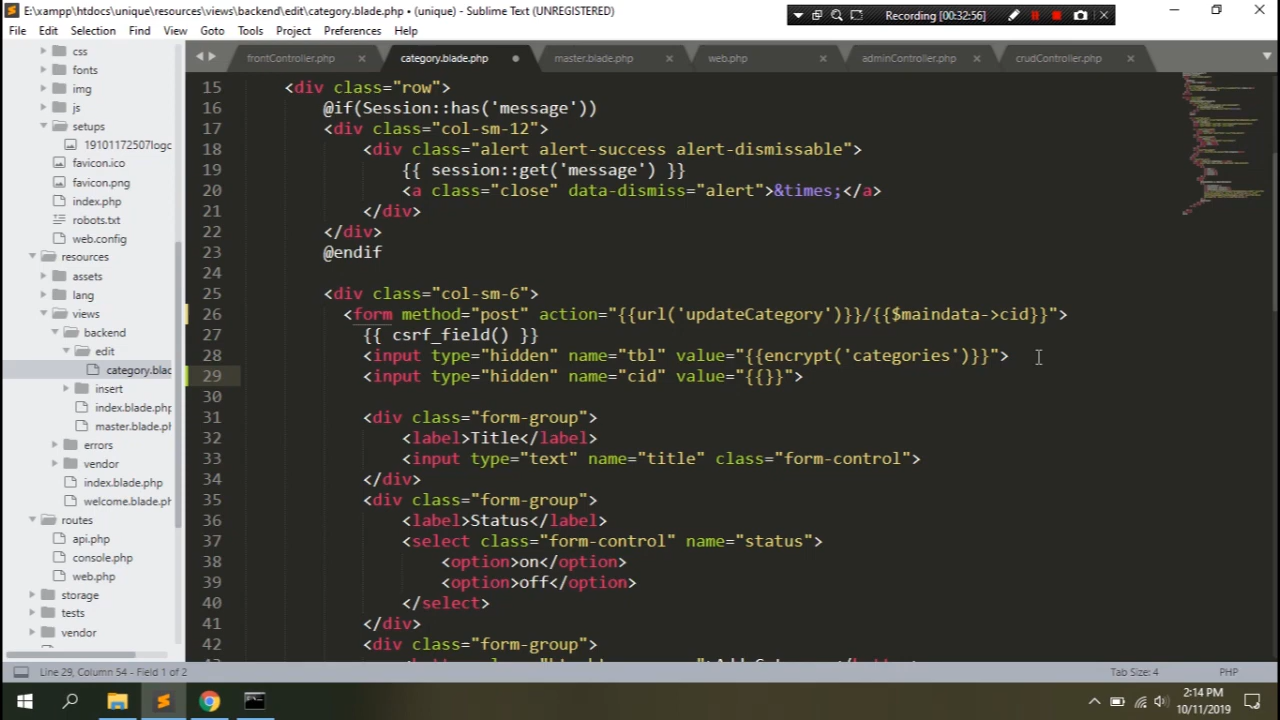 E:\xampp\htdocs\unique\resources\views\backend\edit\category.blade.php • (unique) - Sublime Text (UNREGISTERED)
Recording [00:32:56]
File Edit Selection Find View Goto Tools Project Preferences Help
css
fonts
img
js
setups
19101172507logo
favicon.ico
favicon.png
index.php
robots.txt
web.config
resources
assets
lang
views
backend
edit
category.blad
insert
index.blade.php
master.blade.ph
errors
vendor
index.blade.php
welcome.blade.ph
routes
api.php
console.php
web.php
storage
tests
vendor
frontController.php category.blade.php master.blade.php web.php adminController.php crudController.php
15 <div class="row">
16 @if(Session::has('message'))
17 <div class="col-sm-12">
18 <div class="alert alert-success alert-dismissable">
19 {{ session::get('message') }}
20 <a class="close" data-dismiss="alert">&times;</a>
21 </div>
22 </div>
23 @endif
24
25 <div class="col-sm-6">
26 <form method="post" action="{{url('updateCategory')}}/{{$maindata->cid}}">
27 {{ csrf_field() }}
28 <input type="hidden" name="tbl" value="{{encrypt('categories')}}">
29 <input type="hidden" name="cid" value="{{}}">
30
31 <div class="form-group">
32 <label>Title</label>
33 <input type="text" name="title" class="form-control">
34 </div>
35 <div class="form-group">
36 <label>Status</label>
37 <select class="form-control" name="status">
38 <option>on</option>
39 <option>off</option>
40 </select>
41 </div>
42 <div class="form-group">
Line 29, Column 54 - Field 1 of 2
Tab Size: 4 PHP
2:14 PM
10/11/2019